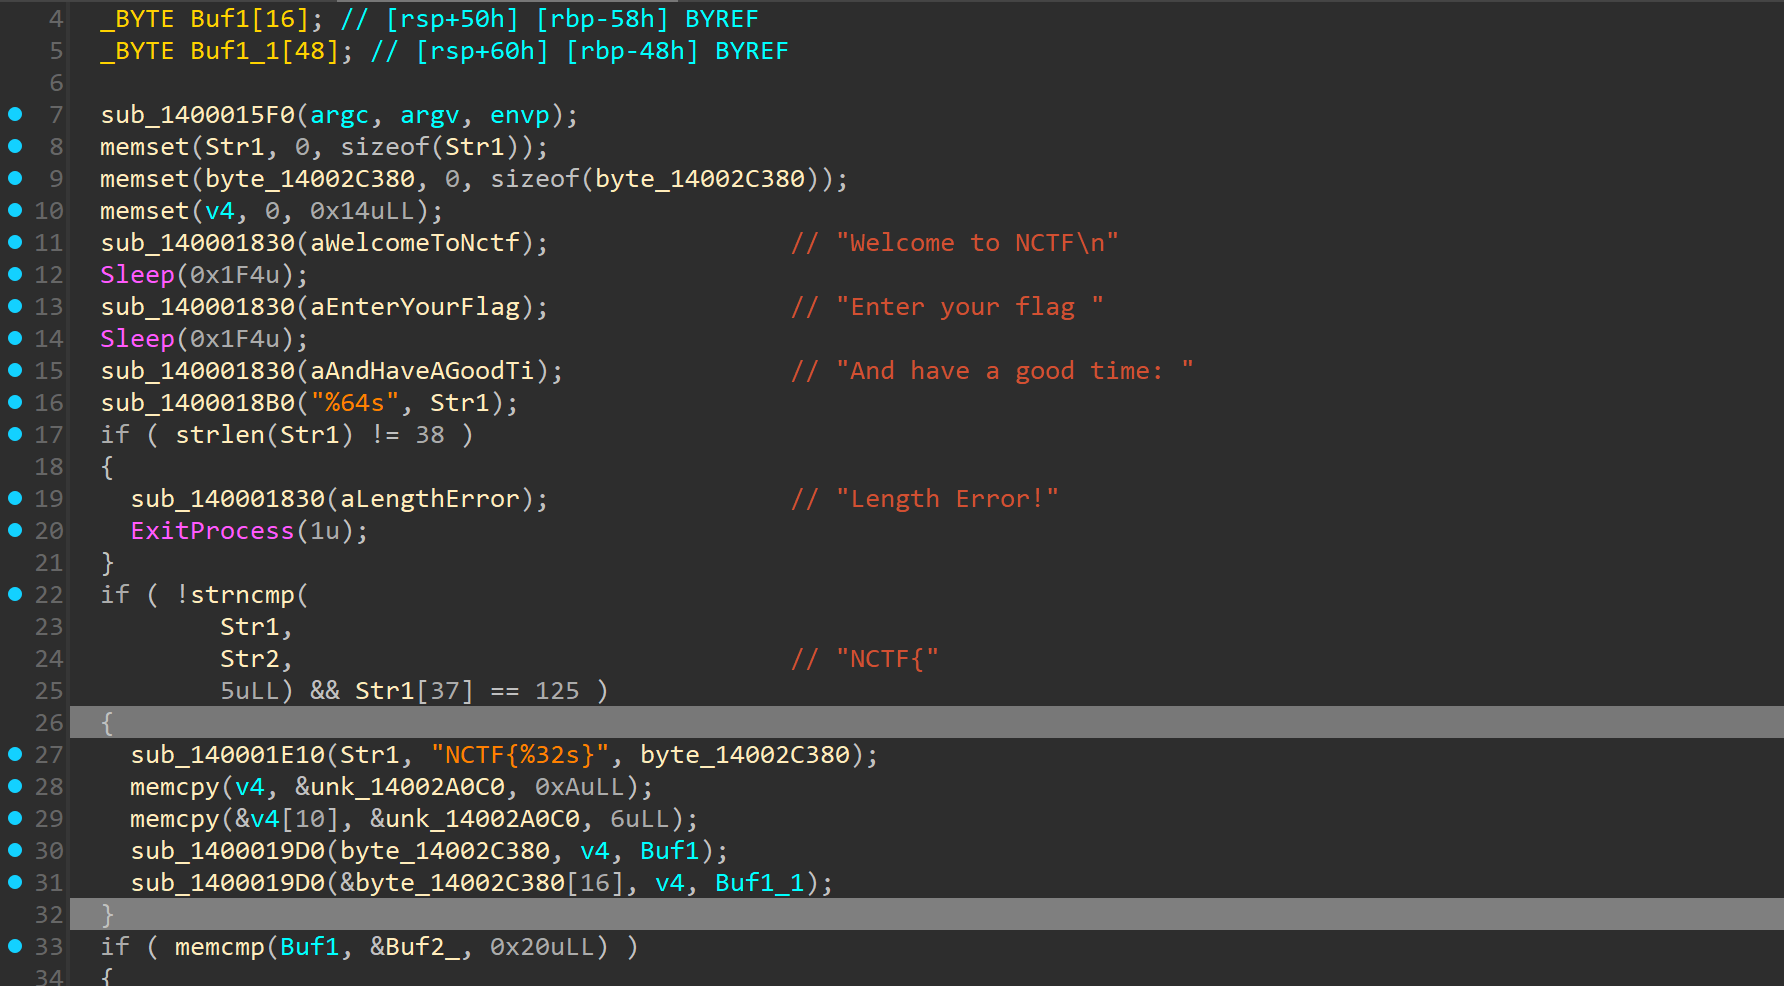 4 _BYTE Buf1[16]; // [rsp+50h] [rbp-58h] BYREF
5 _BYTE Buf1_1[48]; // [rsp+60h] [rbp-48h] BYREF
6
7 sub_1400015F0(argc, argv, envp);
8 memset(Str1, 0, sizeof(Str1));
9 memset(byte_14002C380, 0, sizeof(byte_14002C380));
10 memset(v4, 0, 0x14uLL);
11 sub_140001830(aWelcomeToNctf); // "Welcome to NCTF\n"
12 Sleep(0x1F4u);
13 sub_140001830(aEnterYourFlag); // "Enter your flag "
14 Sleep(0x1F4u);
15 sub_140001830(aAndHaveAGoodTi); // "And have a good time: "
16 sub_1400018B0("%64s", Str1);
17 if ( strlen(Str1) != 38 )
18 {
19 sub_140001830(aLengthError); // "Length Error!"
20 ExitProcess(1u);
21 }
22 if ( !strncmp(
23 Str1,
24 Str2, // "NCTF{"
25 5uLL) && Str1[37] == 125 )
26 {
27 sub_140001E10(Str1, "NCTF{%32s}", byte_14002C380);
28 memcpy(v4, &unk_14002A0C0, 0xAuLL);
29 memcpy(&v4[10], &unk_14002A0C0, 6uLL);
30 sub_1400019D0(byte_14002C380, v4, Buf1);
31 sub_1400019D0(&byte_14002C380[16], v4, Buf1_1);
32 }
33 if ( memcmp(Buf1, &Buf2_, 0x20uLL) )
34 {